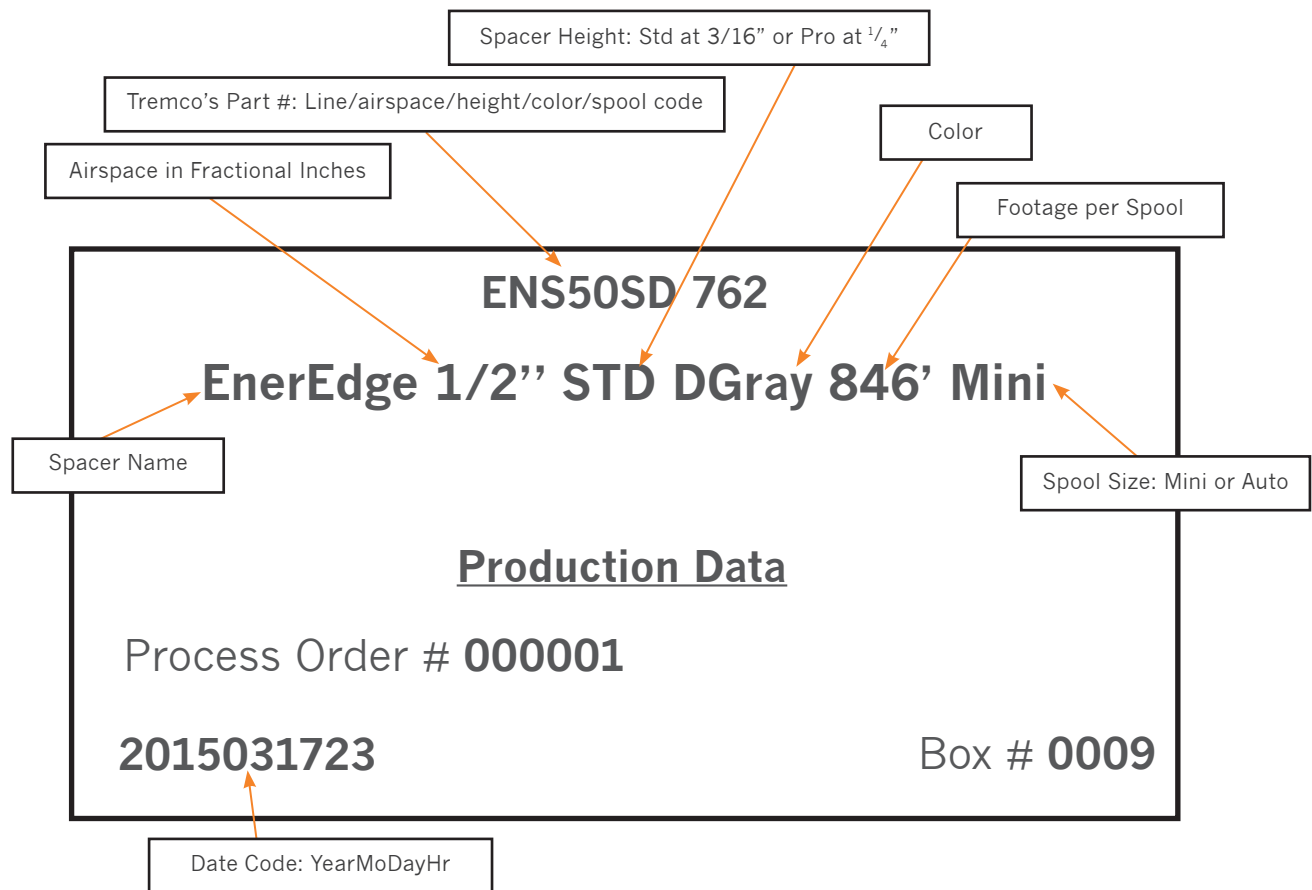 Spacer Height: Std at 3/16” or Pro at 1/4”
Tremco’s Part #: Line/airspace/height/color/spool code
Color
Airspace in Fractional Inches
Footage per Spool
ENS50SD 762
EnerEdge 1/2’’ STD DGray 846’ Mini
Spacer Name
Spool Size: Mini or Auto
Production Data
Process Order # 000001
2015031723
Box # 0009
Date Code: YearMoDayHr